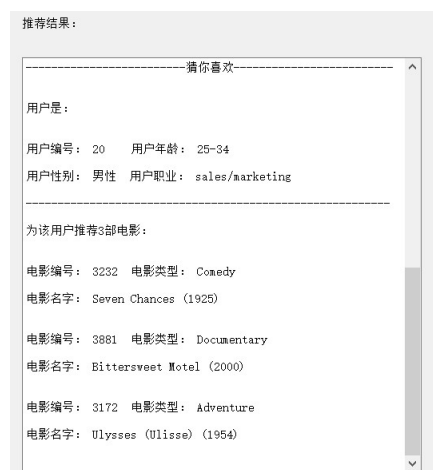 推荐结果：
-------------------------猜你喜欢-------------------------
用户是：
用户编号： 20 用户年龄： 25-34
用户性别： 男性 用户职业： sales/marketing
---------------------------------------------------------
为该用户推荐3部电影：
电影编号： 3232 电影类型： Comedy
电影名字： Seven Chances (1925)
电影编号： 3881 电影类型： Documentary
电影名字： Bittersweet Motel (2000)
电影编号： 3172 电影类型： Adventure
电影名字： Ulysses (Ulisse) (1954)